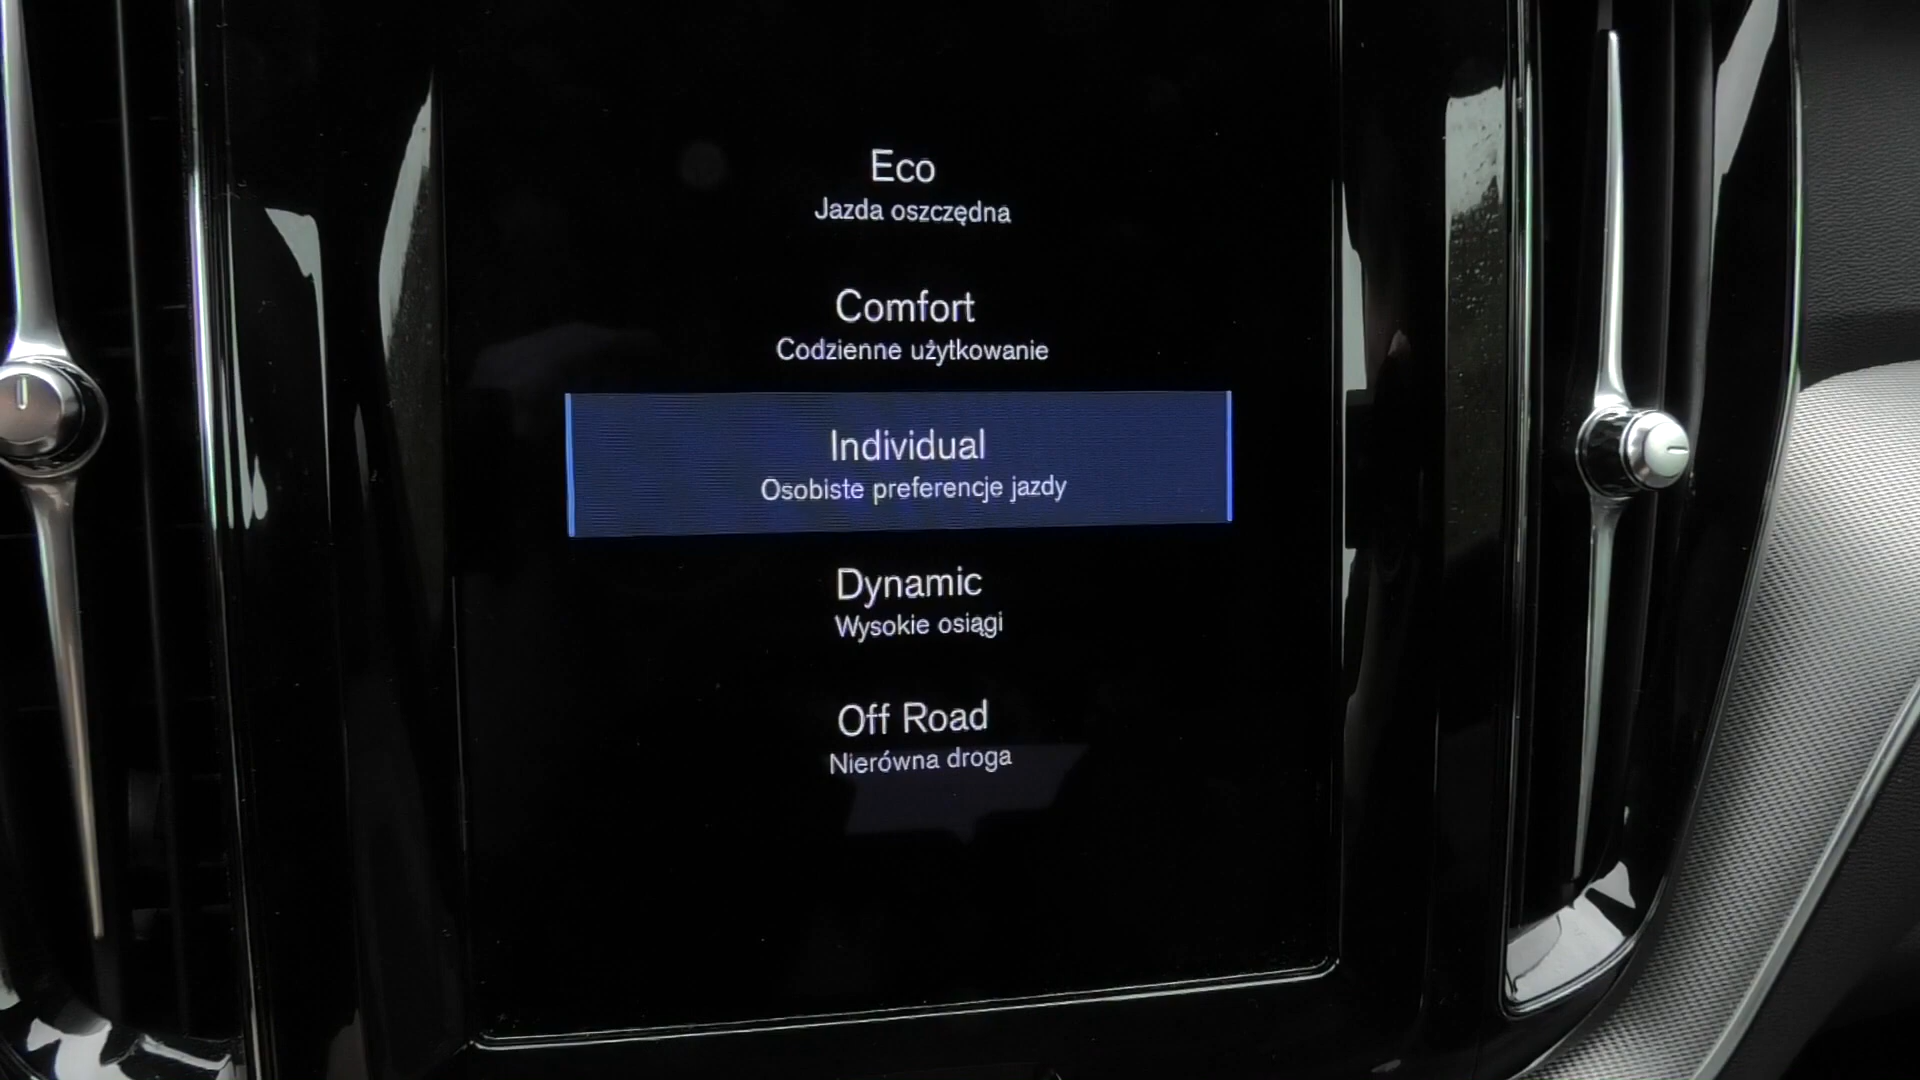 Eco
Jazda oszczędna
Comfort
Codzienne użytkowanie
Individual
Osobiste preferencje jazdy
Dynamic
Wysokie osiągi
Off Road
Nierówna droga